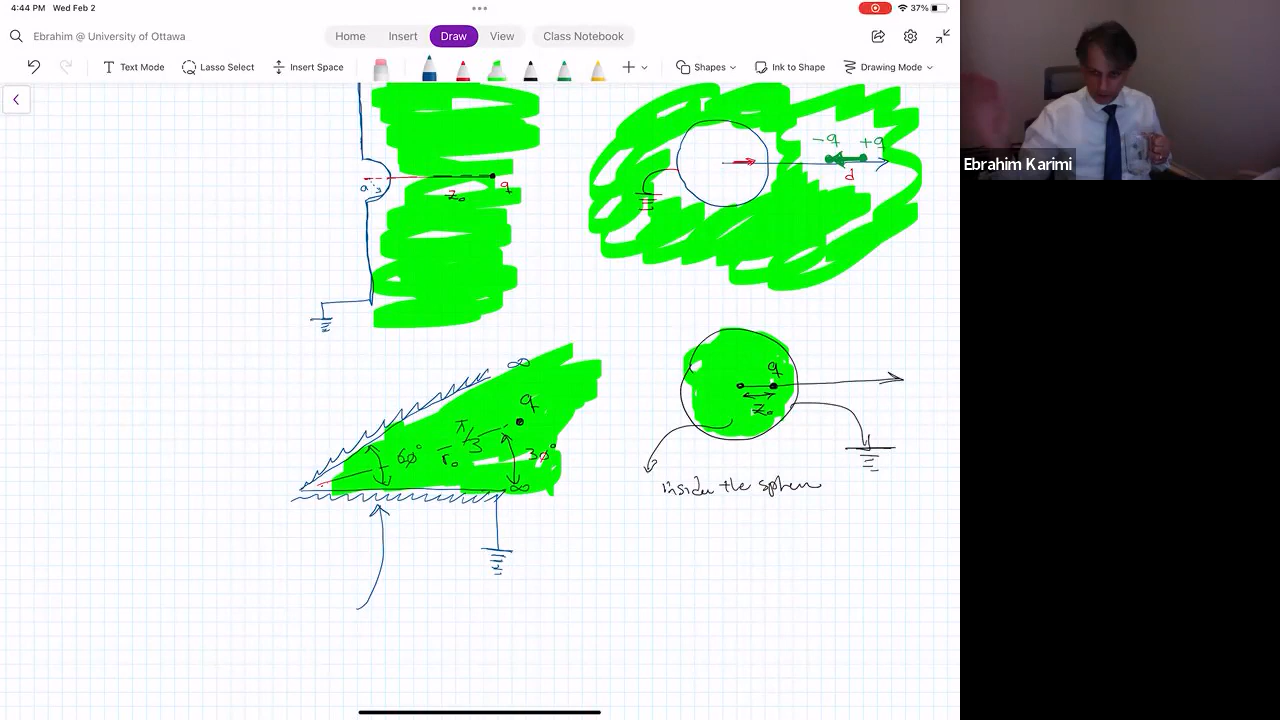 4:44 PM Wed Feb 2
37%
Ebrahim @ University of Ottawa
Home Insert Draw View Class Notebook
Text Mode Lasso Select Insert Space Shapes Ink to Shape Drawing Mode
Ebrahim Karimi
-q +q
d
a
z₀ q
∞
q
π/3
60° r₀ 30°
∞
q
z₀
inside the sphere